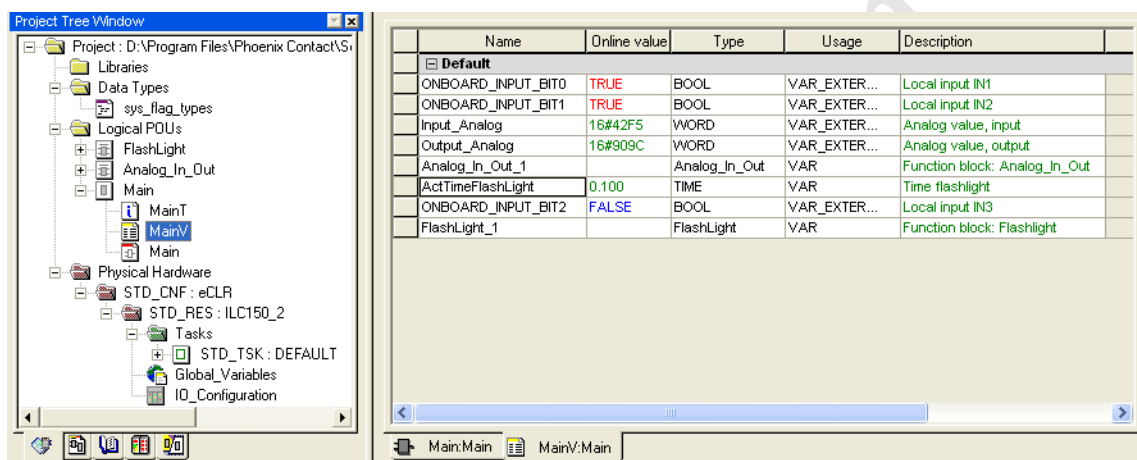 Project Tree Window
Project : D:\Program Files\Phoenix Contact\S
Libraries
Data Types
sys_flag_types
Logical POUs
FlashLight
Analog_In_Out
Main
MainT
MainV
Main
Physical Hardware
STD_CNF : eCLR
STD_RES : ILC150_2
Tasks
STD_TSK : DEFAULT
Global_Variables
IO_Configuration
Name Online value Type Usage Description
Default
ONBOARD_INPUT_BIT0 TRUE BOOL VAR_EXTER... Local input IN1
ONBOARD_INPUT_BIT1 TRUE BOOL VAR_EXTER... Local input IN2
Input_Analog 16#42F5 WORD VAR_EXTER... Analog value, input
Output_Analog 16#909C WORD VAR_EXTER... Analog value, output
Analog_In_Out_1 Analog_In_Out VAR Function block: Analog_In_Out
ActTimeFlashLight 0.100 TIME VAR Time flashlight
ONBOARD_INPUT_BIT2 FALSE BOOL VAR_EXTER... Local input IN3
FlashLight_1 FlashLight VAR Function block: Flashlight
Main:Main MainV:Main